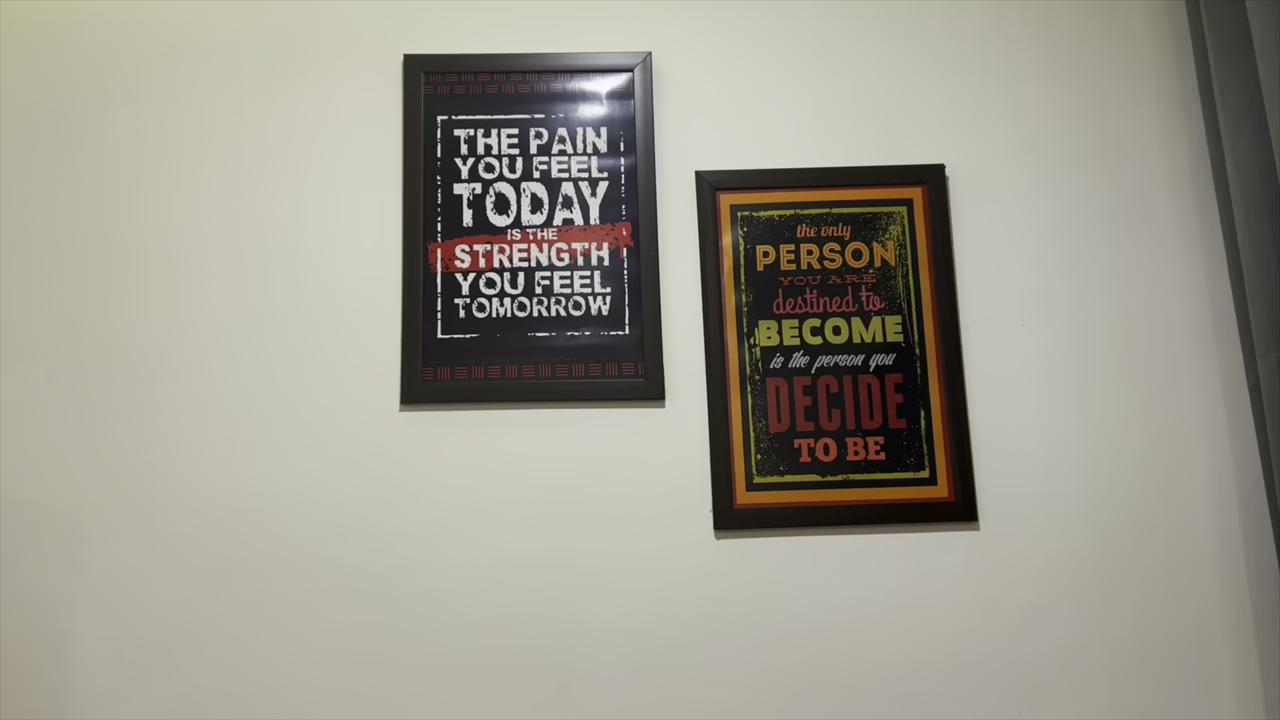 THE PAIN
YOU FEEL
TODAY
IS THE
STRENGTH
YOU FEEL
TOMORROW
the only
PERSON
YOU ARE
destined to
BECOME
is the person you
DECIDE
TO BE